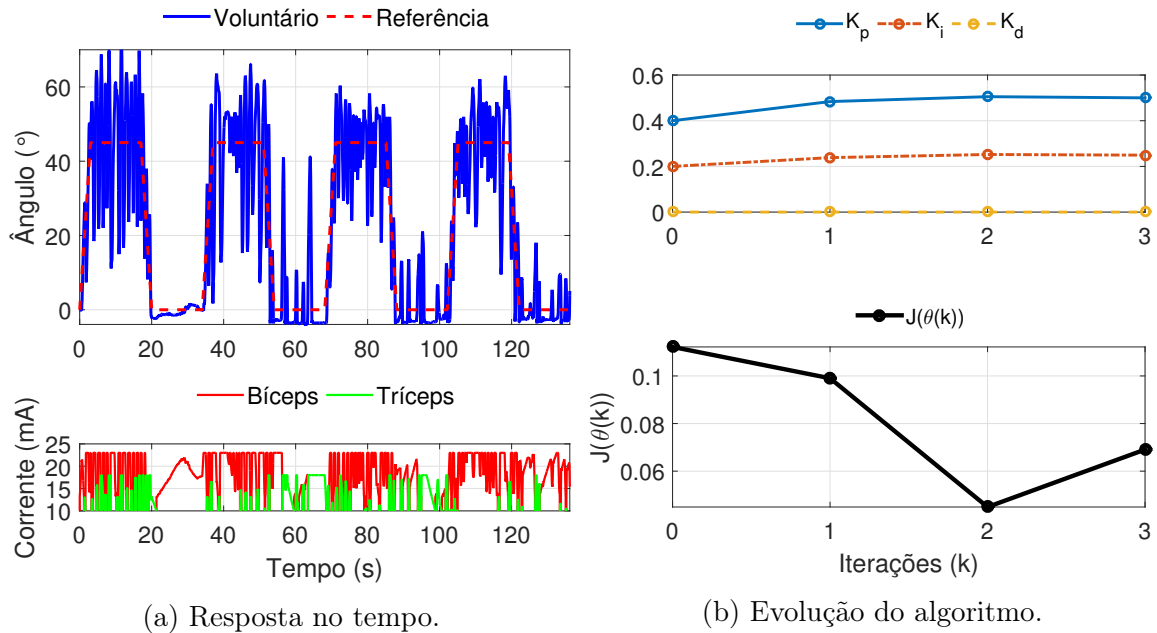 Voluntário Referência
Ângulo (°)
60
40
20
0
0 20 40 60 80 100 120
Bíceps Tríceps
Corrente (mA)
25
20
15
10
0 20 40 60 80 100 120
Tempo (s)
(a) Resposta no tempo.
K_p K_i K_d
0.6
0.4
0.2
0
0 1 2 3
J(θ(k))
J(θ(k))
0.1
0.08
0.06
0 1 2 3
Iterações (k)
(b) Evolução do algoritmo.